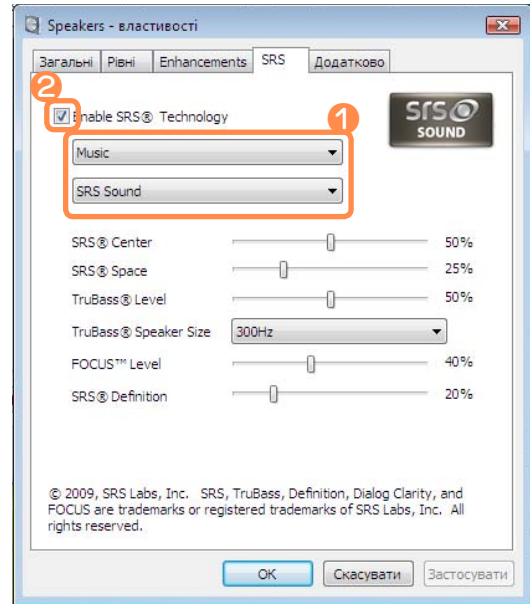 Speakers - властивості
Загальні Рівні Enhancements SRS Додатково
2
Enable SRS® Technology
1
SRS
SOUND
Music
SRS Sound
SRS® Center 50%
SRS® Space 25%
TruBass® Level 50%
TruBass® Speaker Size 300Hz
FOCUS™ Level 40%
SRS® Definition 20%
© 2009, SRS Labs, Inc. SRS, TruBass, Definition, Dialog Clarity, and
FOCUS are trademarks or registered trademarks of SRS Labs, Inc. All
rights reserved.
OK Скасувати Застосувати